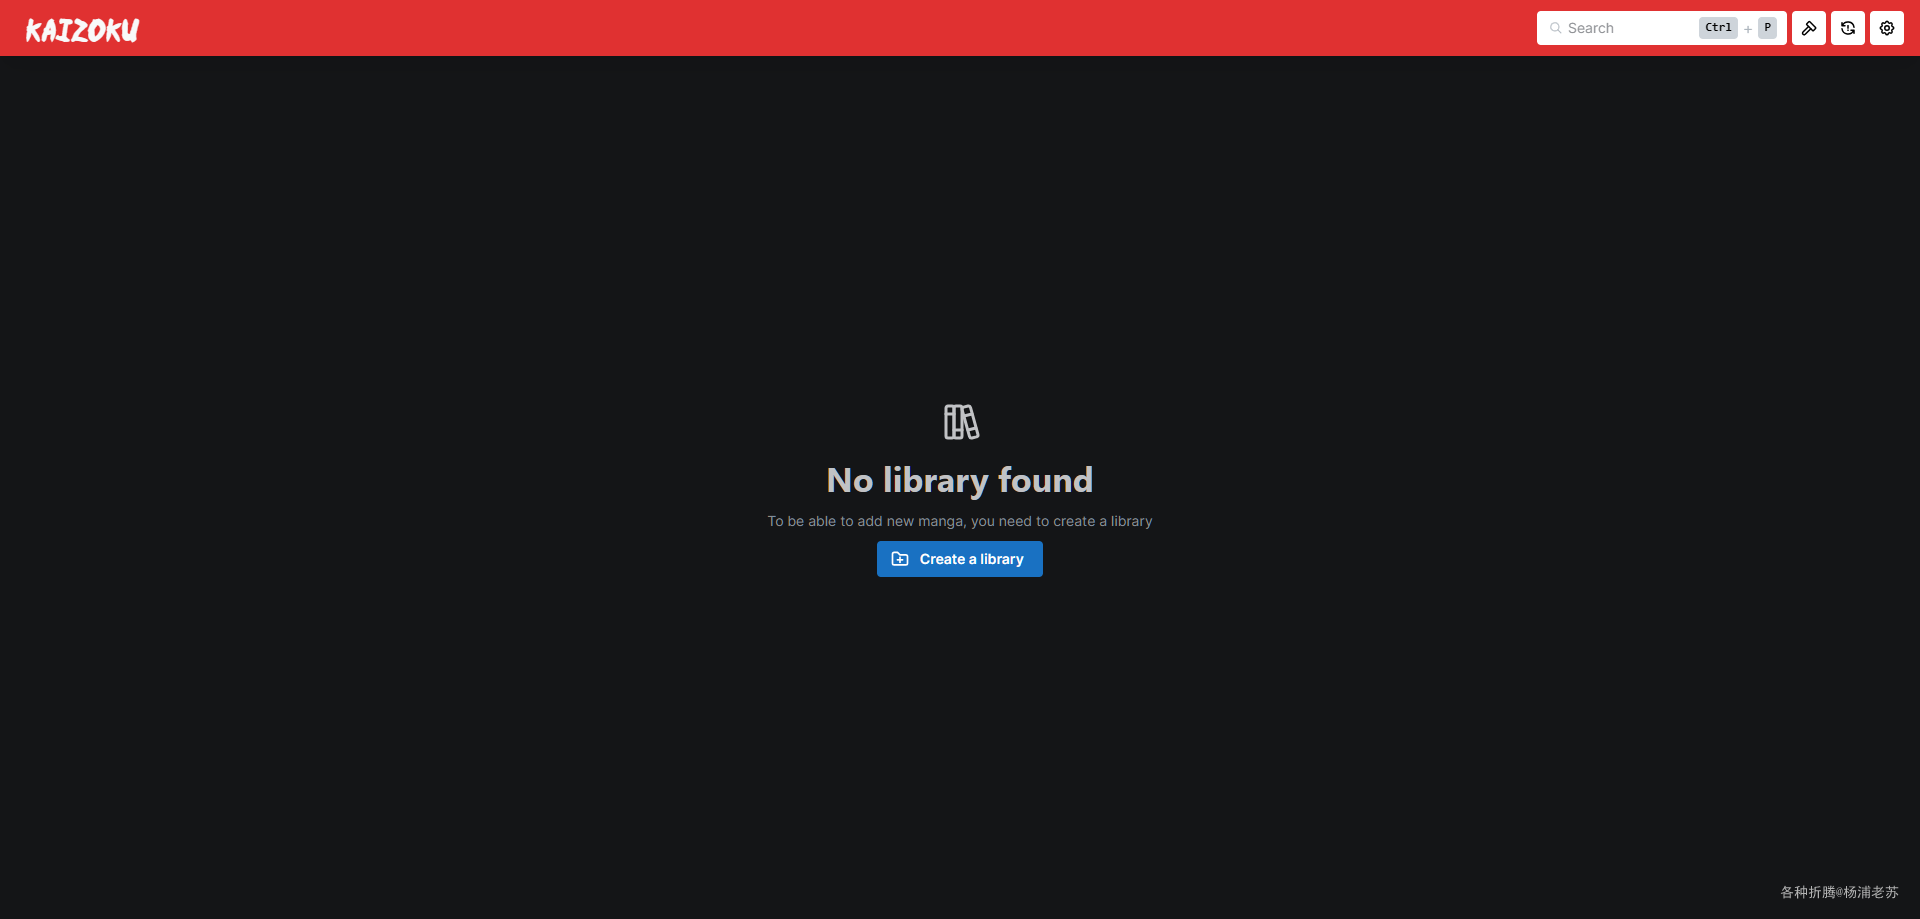 KAIZOKU
Search Ctrl + P
No library found
To be able to add new manga, you need to create a library
Create a library
各种折腾@杨浦老苏